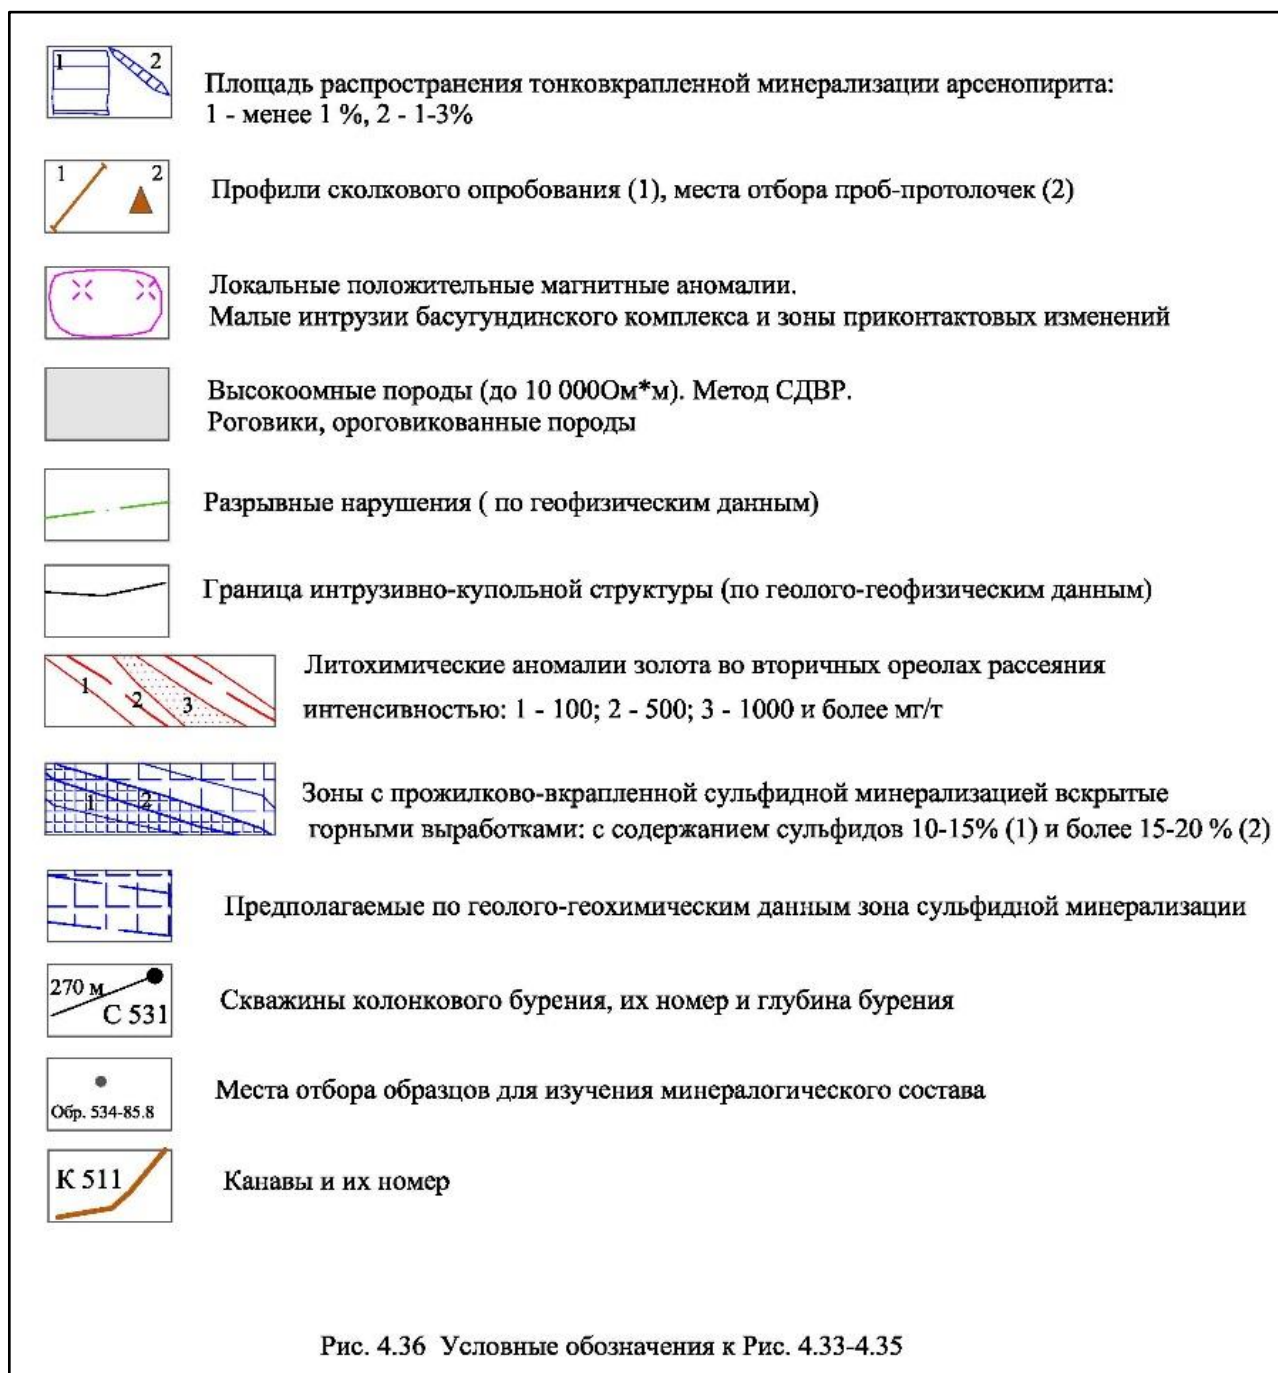 1 2
Площадь распространения тонковкрапленной минерализации арсенопирита:
1 - менее 1 %, 2 - 1-3%
1 2
Профили сколкового опробования (1), места отбора проб-протолочек (2)
Локальные положительные магнитные аномалии.
Малые интрузии басугундинского комплекса и зоны приконтактовых изменений
Высокоомные породы (до 10 000Ом*м). Метод СДВР.
Роговики, ороговикованные породы
Разрывные нарушения ( по геофизическим данным)
Граница интрузивно-купольной структуры (по геолого-геофизическим данным)
1 2 3
Литохимические аномалии золота во вторичных ореолах рассеяния
интенсивностью: 1 - 100; 2 - 500; 3 - 1000 и более мг/т
1 2
Зоны с прожилково-вкрапленной сульфидной минерализацией вскрытые
горными выработками: с содержанием сульфидов 10-15% (1) и более 15-20 % (2)
Предполагаемые по геолого-геохимическим данным зона сульфидной минерализации
270 м
С 531
Скважины колонкового бурения, их номер и глубина бурения
Обр. 534-85.8
Места отбора образцов для изучения минералогического состава
К 511
Канавы и их номер
Рис. 4.36 Условные обозначения к Рис. 4.33-4.35